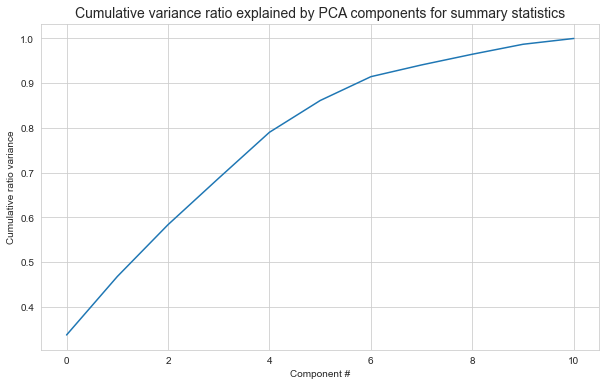 Cumulative variance ratio explained by PCA components for summary statistics
1.0
0.9
0.8
0.7
0.6
0.5
0.4
Cumulative ratio variance
0 2 4 6 8 10
Component #